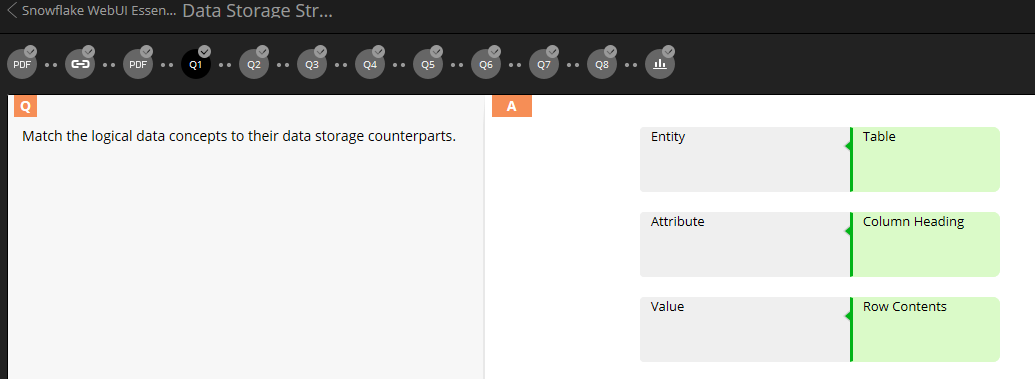 Snowflake WebUI Essen... Data Storage Str...
PDF PDF Q1 Q2 Q3 Q4 Q5 Q6 Q7 Q8
Q
Match the logical data concepts to their data storage counterparts.
A
Entity Table
Attribute Column Heading
Value Row Contents